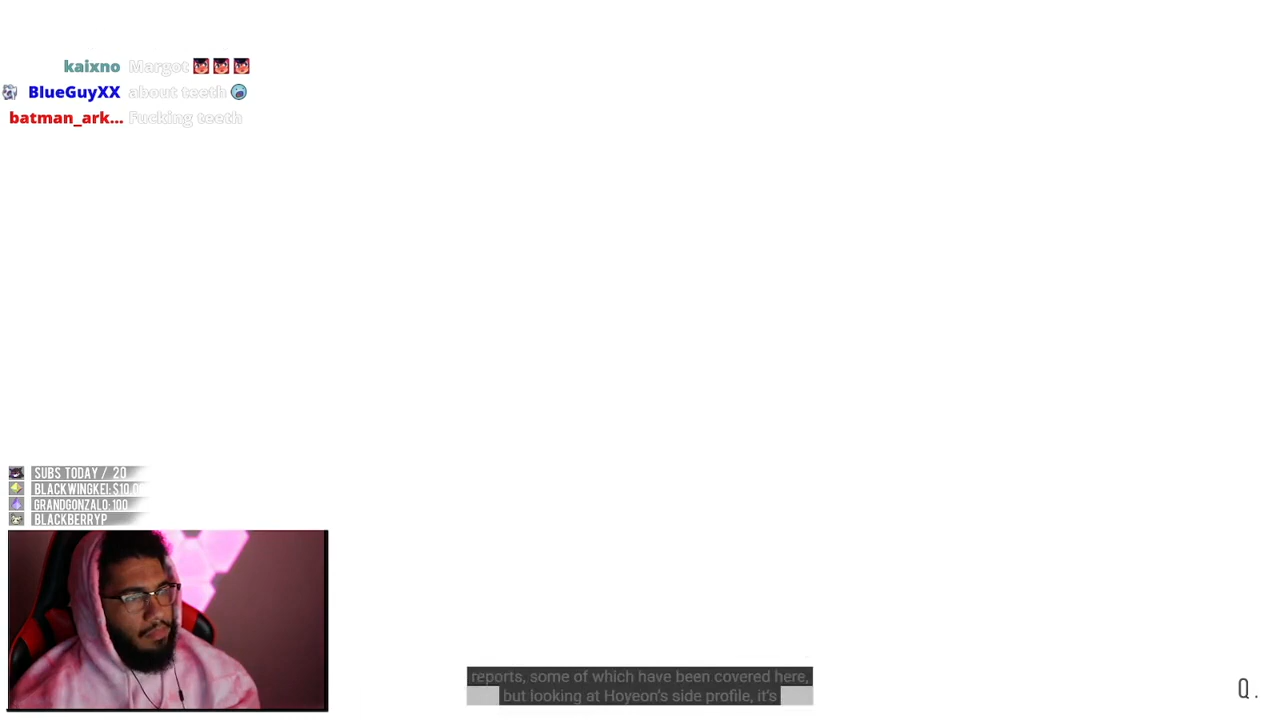 kaixno Margot
BlueGuyXX about teeth
batman_ark... Fucking teeth
SUBS TODAY / 20
BLACKWINGKEI: $10.00
GRANDGONZALO: 100
BLACKBERRYP
reports, some of which have been covered here,
but looking at Hoyeon's side profile, it's
Q.